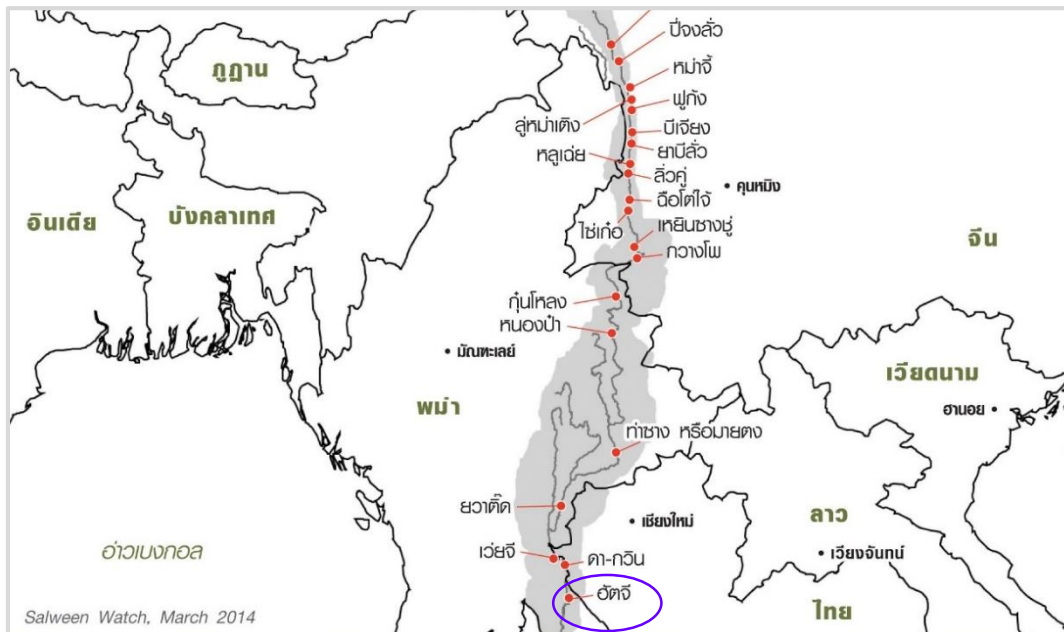 ปี่จงลั่ว
ภูฏาน
หม่าจี้
ฟูกัง
ลู่หม่าเติง
บีเจียง
ยาบีลั่ว
หลูเฉ่ย
ลิ่วคู่
คุนหมิง
ฉือโต่ไจ้
อินเดีย
บังคลาเทศ
ไซ่เก๋อ
เหยินซางชู่
จีน
กวางโพ
กุ๋นโหลง
หนองป๋า
มัณฑะเลย์
เวียดนาม
พม่า
ฮานอย
ท่าซาง หรือมายตง
ยวาติ๊ด
เชียงใหม่
ลาว
อ่าวเบงกอล
เว่ยจี
ดา-กวิน
เวียงจันทน์
ฮัตจี
ไทย
Salween Watch, March 2014